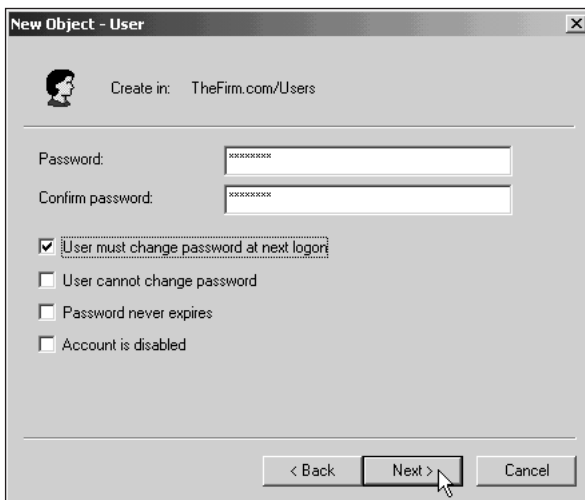 New Object - User
Create in: TheFirm.com/Users
Password: ********
Confirm password: ********
User must change password at next logon
User cannot change password
Password never expires
Account is disabled
< Back Next > Cancel